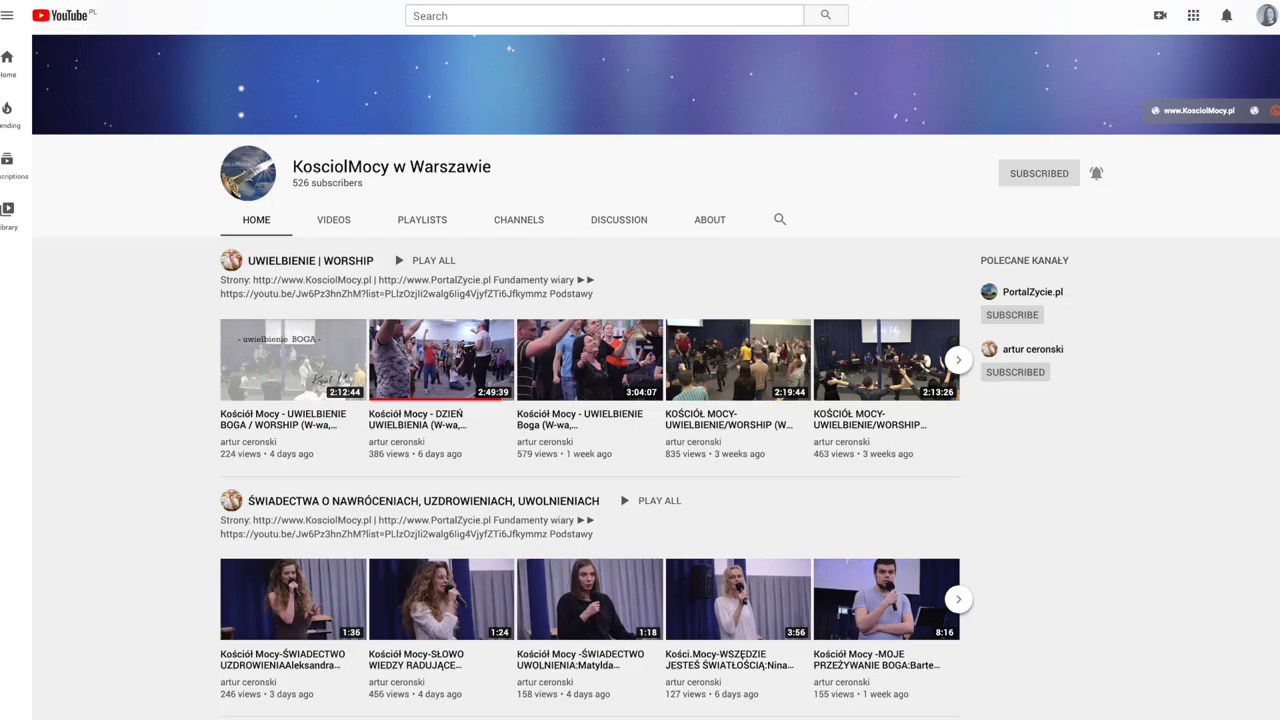 YouTube PL
Search
Home
ending
scriptions
ibrary
www.KosciolMocy.pl
KosciolMocy w Warszawie
526 subscribers
SUBSCRIBED
HOME VIDEOS PLAYLISTS CHANNELS DISCUSSION ABOUT
UWIELBIENIE | WORSHIP PLAY ALL
Strony: http://www.KosciolMocy.pl | http://www.PortalZycie.pl Fundamenty wiary ►►
https://youtu.be/Jw6Pz3hnZhM?list=PLIzOzjIi2walg6Iig4VjyfZTi6Jfkymmz Podstawy
POLECANE KANAŁY
PortalZycie.pl
SUBSCRIBE
artur ceronski
SUBSCRIBED
- uwielbienie BOGA -
2:12:44 2:49:39 3:04:07 2:19:44 2:13:26
Kościół Mocy - UWIELBIENIE
BOGA / WORSHIP (W-wa,...
artur ceronski
224 views • 4 days ago
Kościół Mocy - DZIEŃ
UWIELBIENIA (W-wa,...
artur ceronski
386 views • 6 days ago
Kościół Mocy - UWIELBIENIE
Boga (W-wa,...
artur ceronski
579 views • 1 week ago
KOŚCIÓŁ MOCY-
UWIELBIENIE/WORSHIP (W...
artur ceronski
835 views • 3 weeks ago
KOŚCIÓŁ MOCY-
UWIELBIENIE/WORSHIP...
artur ceronski
463 views • 3 weeks ago
ŚWIADECTWA O NAWRÓCENIACH, UZDROWIENIACH, UWOLNIENIACH PLAY ALL
Strony: http://www.KosciolMocy.pl | http://www.PortalZycie.pl Fundamenty wiary ►►
https://youtu.be/Jw6Pz3hnZhM?list=PLIzOzjIi2walg6Iig4VjyfZTi6Jfkymmz Podstawy
1:36 1:24 1:18 3:56 8:16
Kościół Mocy-ŚWIADECTWO
UZDROWIENIAAleksandra...
artur ceronski
246 views • 3 days ago
Kościół Mocy-SŁOWO
WIEDZY RADUJĄCE...
artur ceronski
456 views • 4 days ago
Kościół Mocy -ŚWIADECTWO
UWOLNIENIA:Matylda...
artur ceronski
158 views • 4 days ago
Kości.Mocy-WSZĘDZIE
JESTEŚ ŚWIATŁOŚCIĄ:Nina...
artur ceronski
127 views • 6 days ago
Kościół Mocy -MOJE
PRZEŻYWANIE BOGA:Barte...
artur ceronski
155 views • 1 week ago